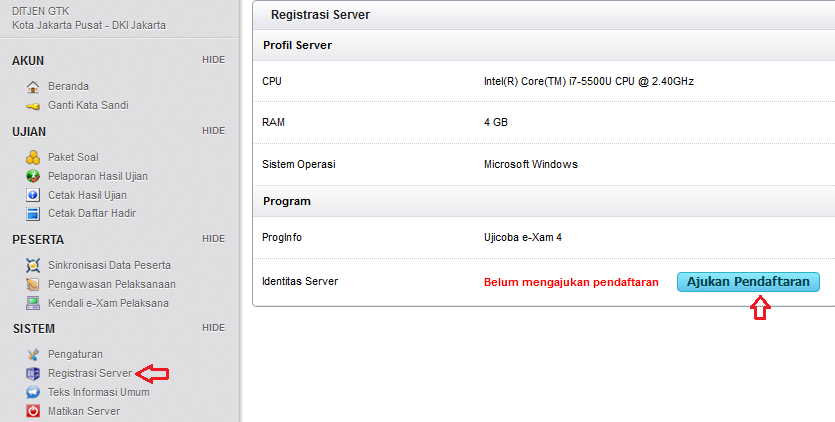 DITJEN GTK
Kota Jakarta Pusat - DKI Jakarta
AKUN HIDE
Beranda
Ganti Kata Sandi
UJIAN HIDE
Paket Soal
Pelaporan Hasil Ujian
Cetak Hasil Ujian
Cetak Daftar Hadir
PESERTA HIDE
Sinkronisasi Data Peserta
Pengawasan Pelaksanaan
Kendali e-Xam Pelaksana
SISTEM HIDE
Pengaturan
Registrasi Server
Teks Informasi Umum
Matikan Server
Registrasi Server
Profil Server
CPU Intel(R) Core(TM) i7-5500U CPU @ 2.40GHz
RAM 4 GB
Sistem Operasi Microsoft Windows
Program
ProgInfo Ujicoba e-Xam 4
Identitas Server Belum mengajukan pendaftaran Ajukan Pendaftaran